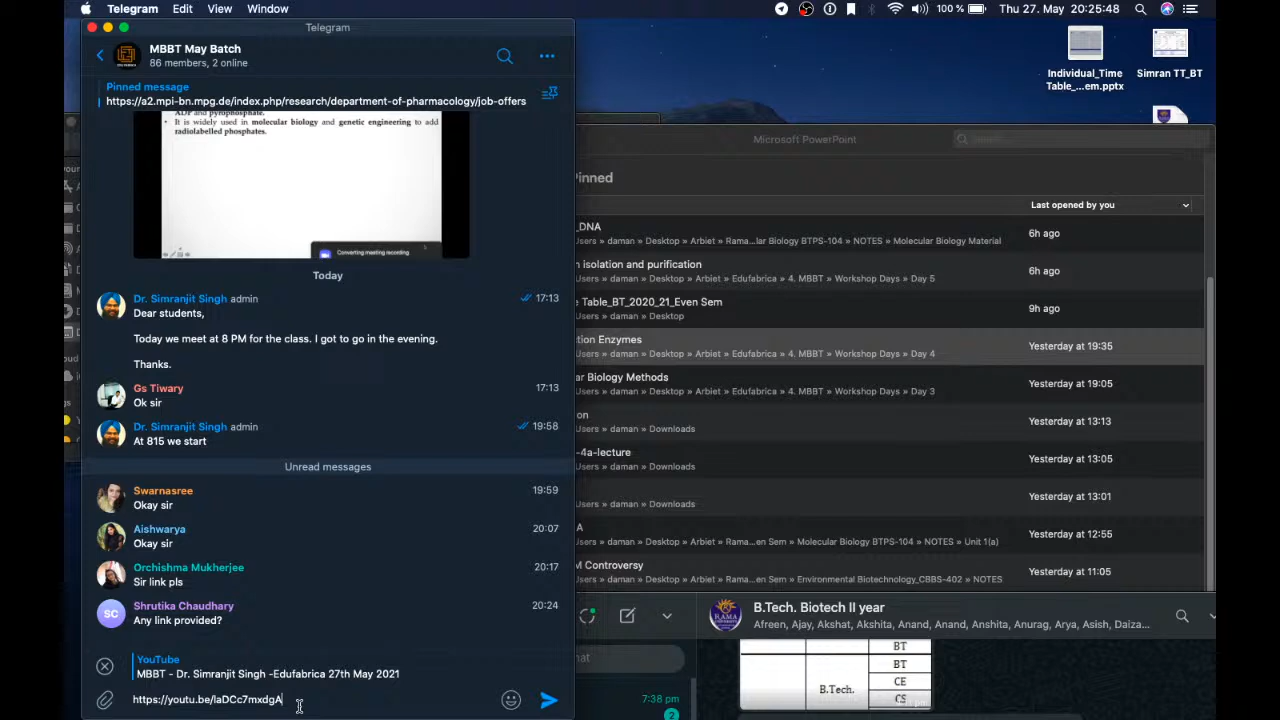 Telegram Edit View Window
100 % Thu 27. May 20:25:48
Telegram
MBBT May Batch
86 members, 2 online
Pinned message
https://a2.mpi-bn.mpg.de/index.php/research/department-of-pharmacology/job-offers
ADP and pyrophosphate.
• It is widely used in molecular biology and genetic engineering to add
radiolabelled phosphates.
Converting meeting recording
Today
Dr. Simranjit Singh admin
17:13
Dear students,
Today we meet at 8 PM for the class. I got to go in the evening.
Thanks.
Gs Tiwary
17:13
Ok sir
Dr. Simranjit Singh admin
19:58
At 815 we start
Unread messages
Swarnasree
19:59
Okay sir
Aishwarya
20:07
Okay sir
Orchishma Mukherjee
20:17
Sir link pls
SC
Shrutika Chaudhary
20:24
Any link provided?
YouTube
MBBT - Dr. Simranjit Singh -Edufabrica 27th May 2021
https://youtu.be/laDCc7mxdgA
Individual_Time
Table_...em.pptx
Simran TT_BT
Microsoft PowerPoint
Pinned
Last opened by you
_DNA
Users » daman » Desktop » Arbiet » Rama...lar Biology BTPS-104 » NOTES » Molecular Biology Material
6h ago
n isolation and purification
Users » daman » Desktop » Arbiet » Edufabrica » 4. MBBT » Workshop Days » Day 5
6h ago
e Table_BT_2020_21_Even Sem
Users » daman » Desktop
9h ago
tion Enzymes
Users » daman » Desktop » Arbiet » Edufabrica » 4. MBBT » Workshop Days » Day 4
Yesterday at 19:35
ar Biology Methods
Users » daman » Desktop » Arbiet » Edufabrica » 4. MBBT » Workshop Days » Day 3
Yesterday at 19:05
on
Users » daman » Downloads
Yesterday at 13:13
-4a-lecture
Users » daman » Downloads
Yesterday at 13:05
Users » daman » Downloads
Yesterday at 13:01
A
Users » daman » Desktop » Arbiet » Rama...en Sem » Molecular Biology BTPS-104 » NOTES » Unit 1(a)
Yesterday at 12:55
M Controversy
Users » daman » Desktop » Arbiet » Rama...en Sem » Environmental Biotechnology_CBBS-402 » NOTES
Yesterday at 11:05
RAMA
B.Tech. Biotech II year
Afreen, Ajay, Akshat, Akshita, Anand, Anand, Anshita, Anurag, Arya, Asish, Daiza...
hat
7:38 pm
2
BT
BT
B.Tech.
CE
CS